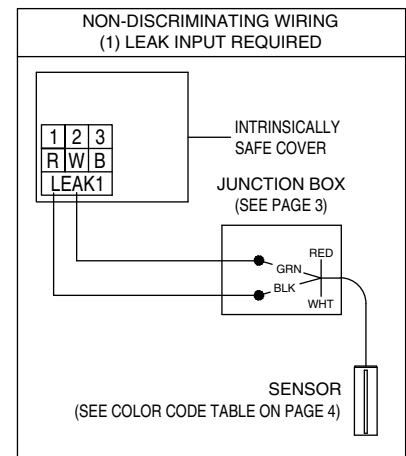 NON-DISCRIMINATING WIRING
(1) LEAK INPUT REQUIRED
1 2 3
R W B
LEAK1
INTRINSICALLY
SAFE COVER
JUNCTION BOX
(SEE PAGE 3)
RED
GRN
BLK
WHT
SENSOR
(SEE COLOR CODE TABLE ON PAGE 4)